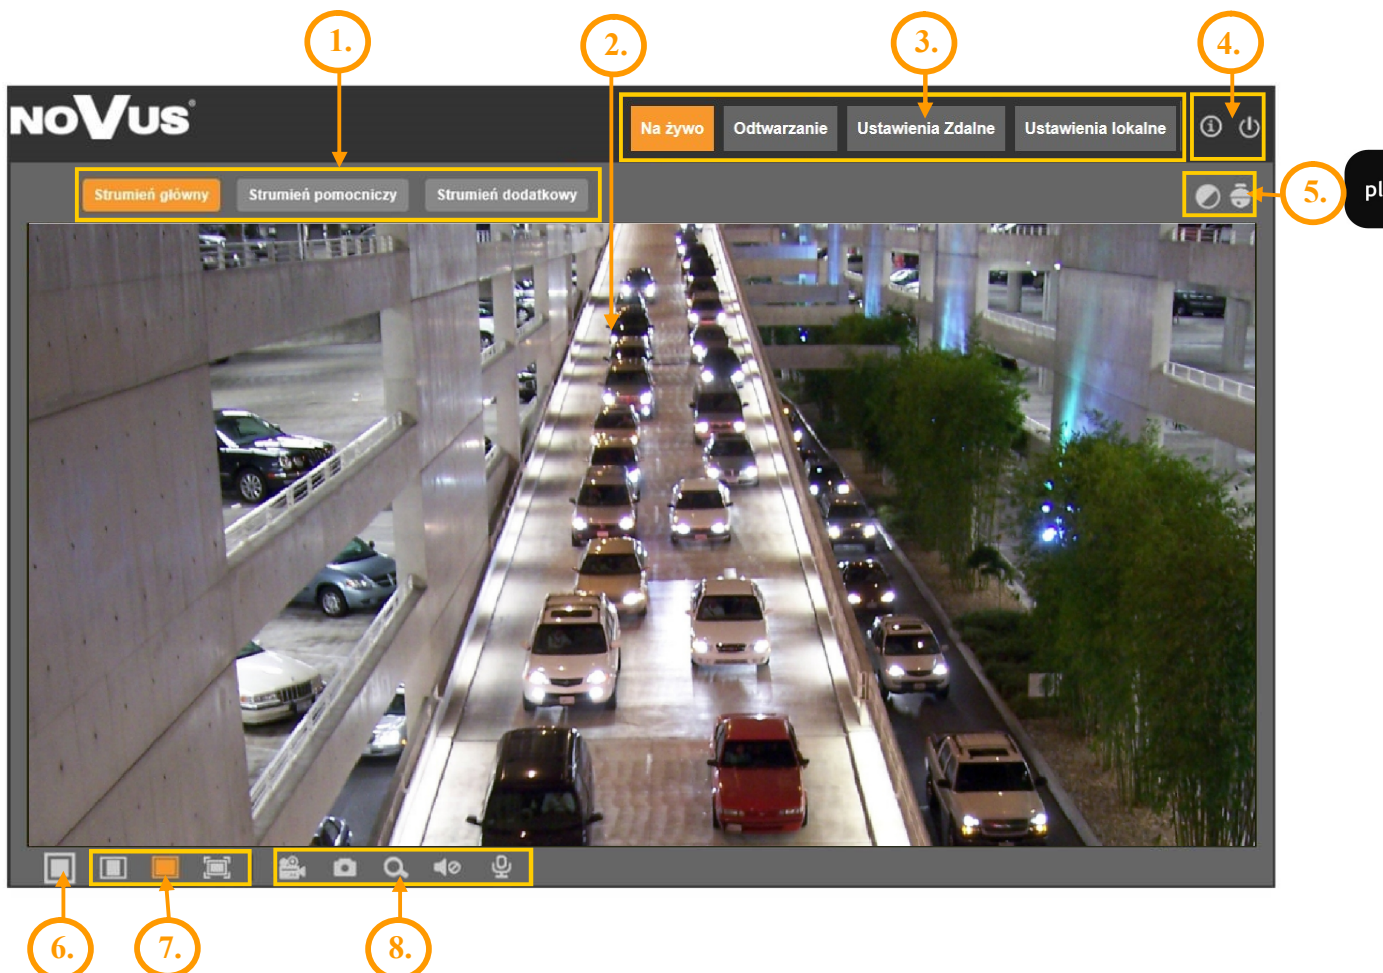 1.
2.
3.
4.
NOVUS®
Na żywo
Odtwarzanie
Ustawienia Zdalne
Ustawienia lokalne
Strumień główny
Strumień pomocniczy
Strumień dodatkowy
5.
pl
6.
7.
8.